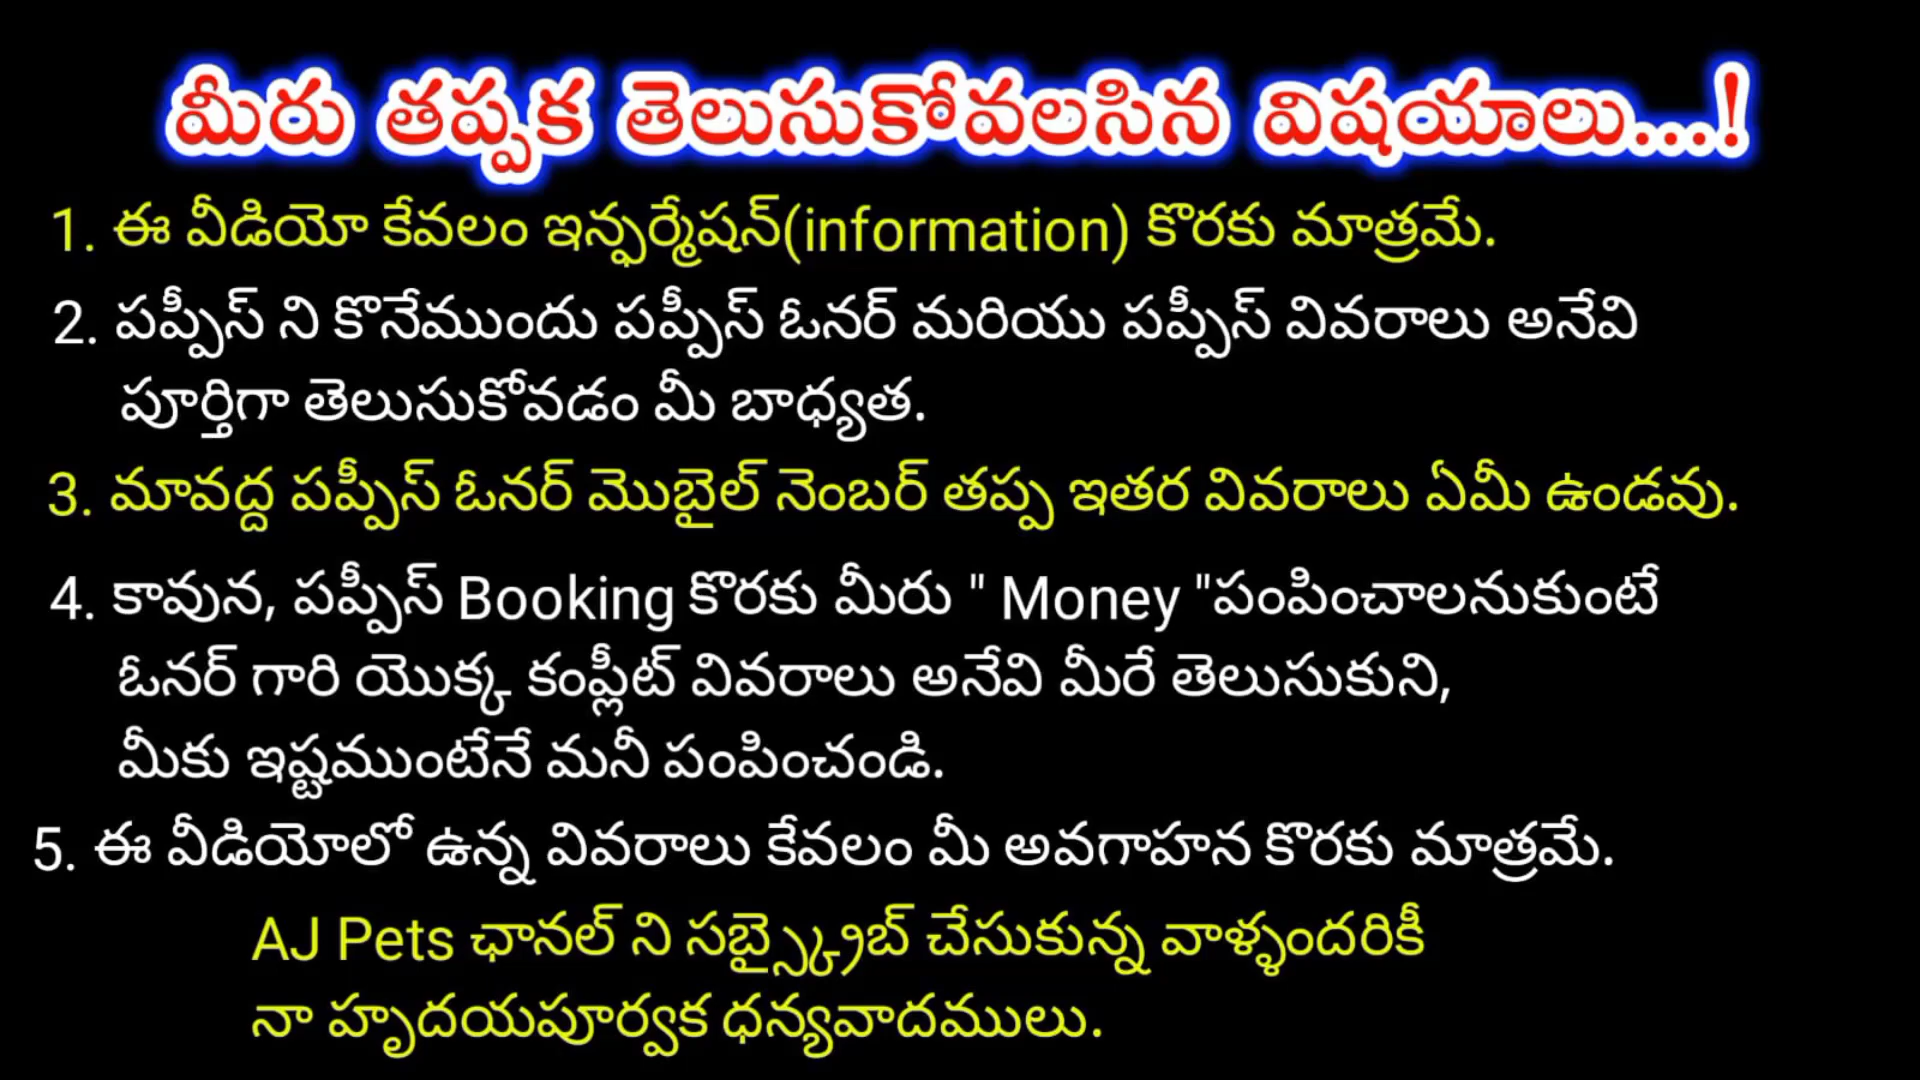 మీరు తప్పక తెలుసుకోవలసిన విషయాలు...!
1. ఈ వీడియో కేవలం ఇన్ఫర్మేషన్(information) కొరకు మాత్రమే.
2. పప్పీస్ ని కొనేముందు పప్పీస్ ఓనర్ మరియు పప్పీస్ వివరాలు అనేవి
పూర్తిగా తెలుసుకోవడం మీ బాధ్యత.
3. మావద్ద పప్పీస్ ఓనర్ మొబైల్ నెంబర్ తప్ప ఇతర వివరాలు ఏమీ ఉండవు.
4. కావున, పప్పీస్ Booking కొరకు మీరు " Money "పంపించాలనుకుంటే
ఓనర్ గారి యొక్క కంప్లీట్ వివరాలు అనేవి మీరే తెలుసుకుని,
మీకు ఇష్టముంటేనే మనీ పంపించండి.
5. ఈ వీడియోలో ఉన్న వివరాలు కేవలం మీ అవగాహన కొరకు మాత్రమే.
AJ Pets ఛానల్ ని సబ్స్క్రైబ్ చేసుకున్న వాళ్ళందరికీ
నా హృదయపూర్వక ధన్యవాదములు.